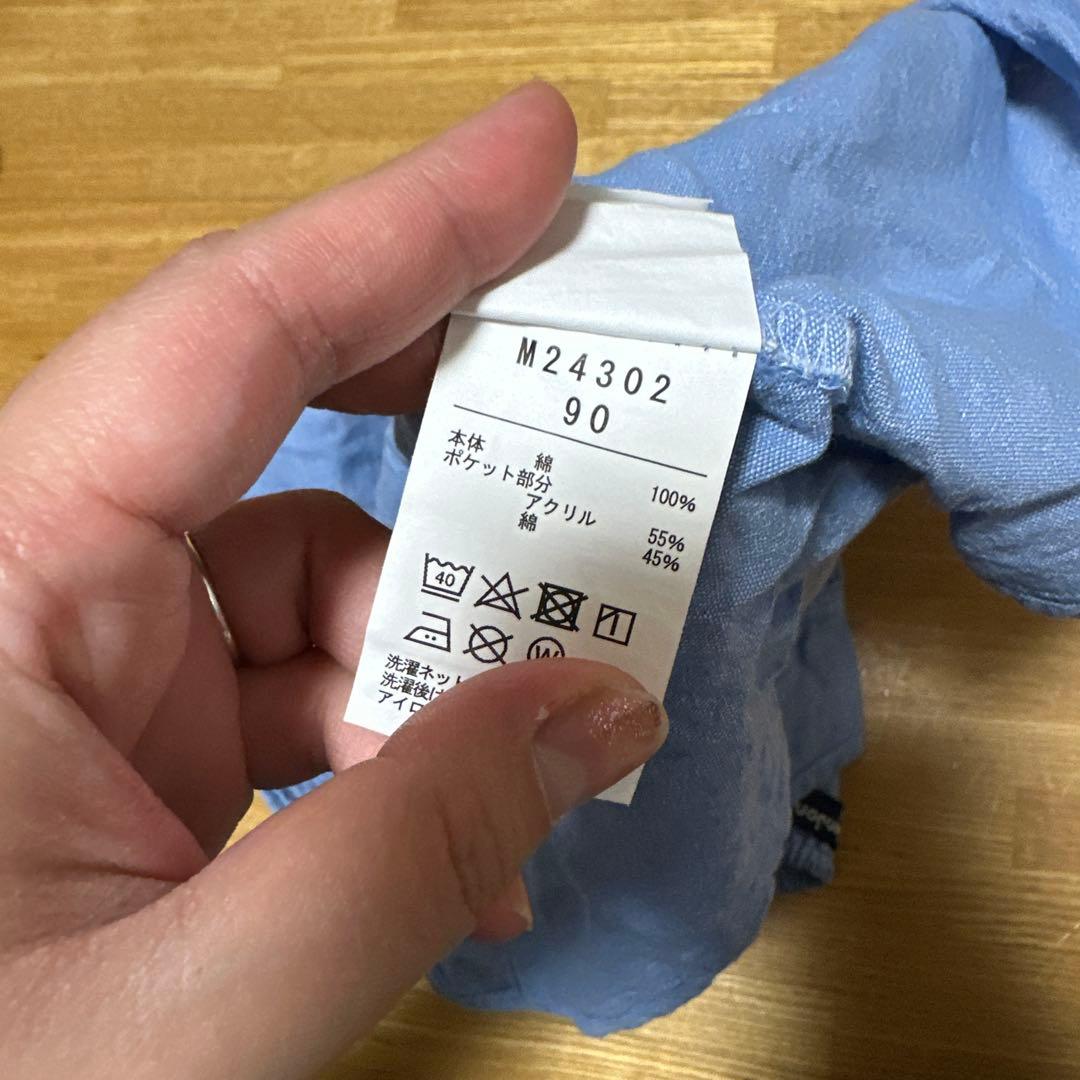 M24302
90
本体 綿 100%
ポケット部分
アクリル 55%
綿 45%
40
W
洗濯ネット
洗濯後は
アイロ